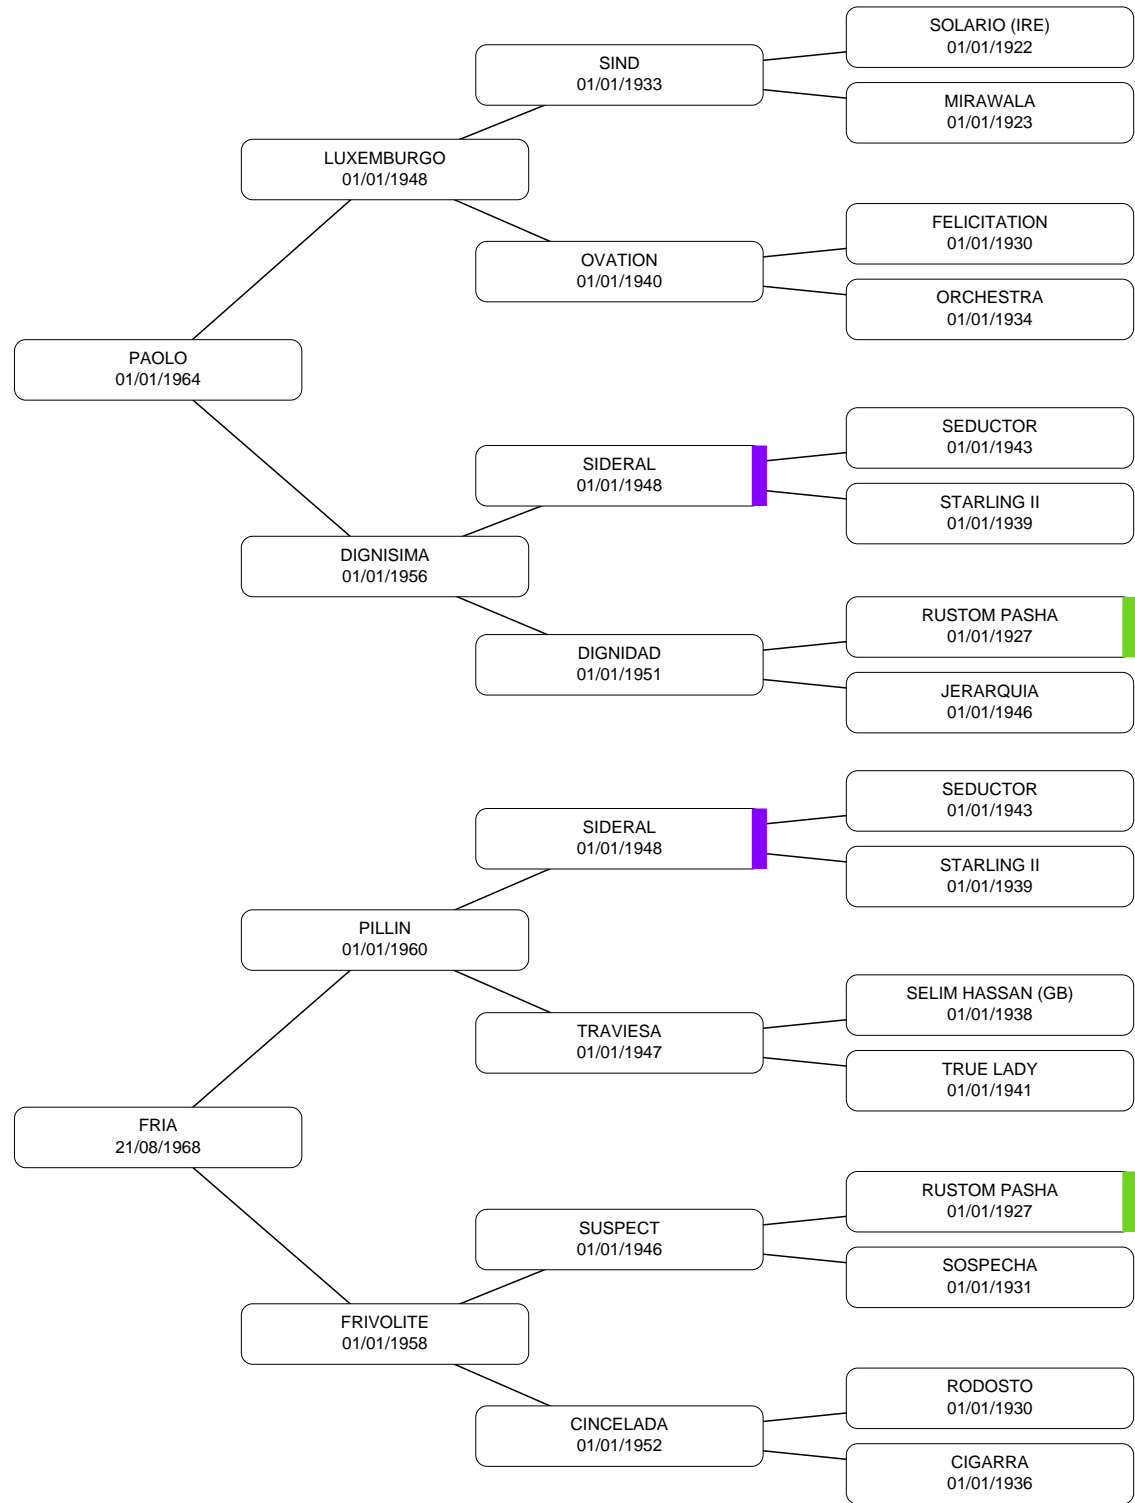 SOLARIO (IRE)
01/01/1922
SIND
01/01/1933
MIRAWALA
01/01/1923
LUXEMBURGO
01/01/1948
FELICITATION
01/01/1930
OVATION
01/01/1940
ORCHESTRA
01/01/1934
PAOLO
01/01/1964
SEDUCTOR
01/01/1943
SIDERAL
01/01/1948
STARLING II
01/01/1939
DIGNISIMA
01/01/1956
RUSTOM PASHA
01/01/1927
DIGNIDAD
01/01/1951
JERARQUIA
01/01/1946
SEDUCTOR
01/01/1943
SIDERAL
01/01/1948
STARLING II
01/01/1939
PILLIN
01/01/1960
SELIM HASSAN (GB)
01/01/1938
TRAVIESA
01/01/1947
TRUE LADY
01/01/1941
FRIA
21/08/1968
RUSTOM PASHA
01/01/1927
SUSPECT
01/01/1946
SOSPECHA
01/01/1931
FRIVOLITE
01/01/1958
RODOSTO
01/01/1930
CINCELADA
01/01/1952
CIGARRA
01/01/1936